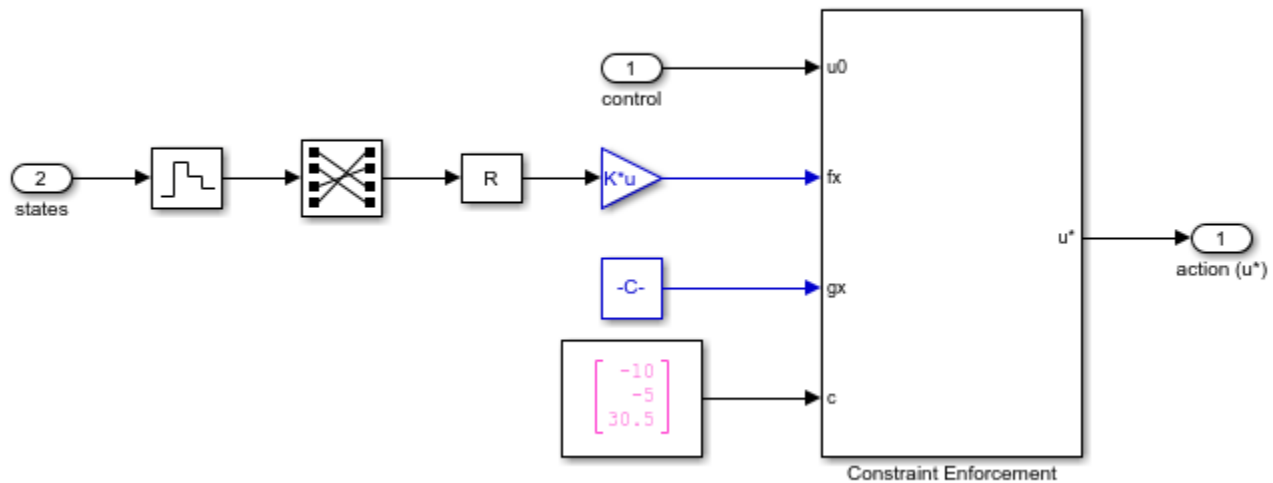 1
control
u0
2
states
R
K*u
fx
u*
1
action (u*)
-C-
gx
-10
-5
30.5
c
Constraint Enforcement